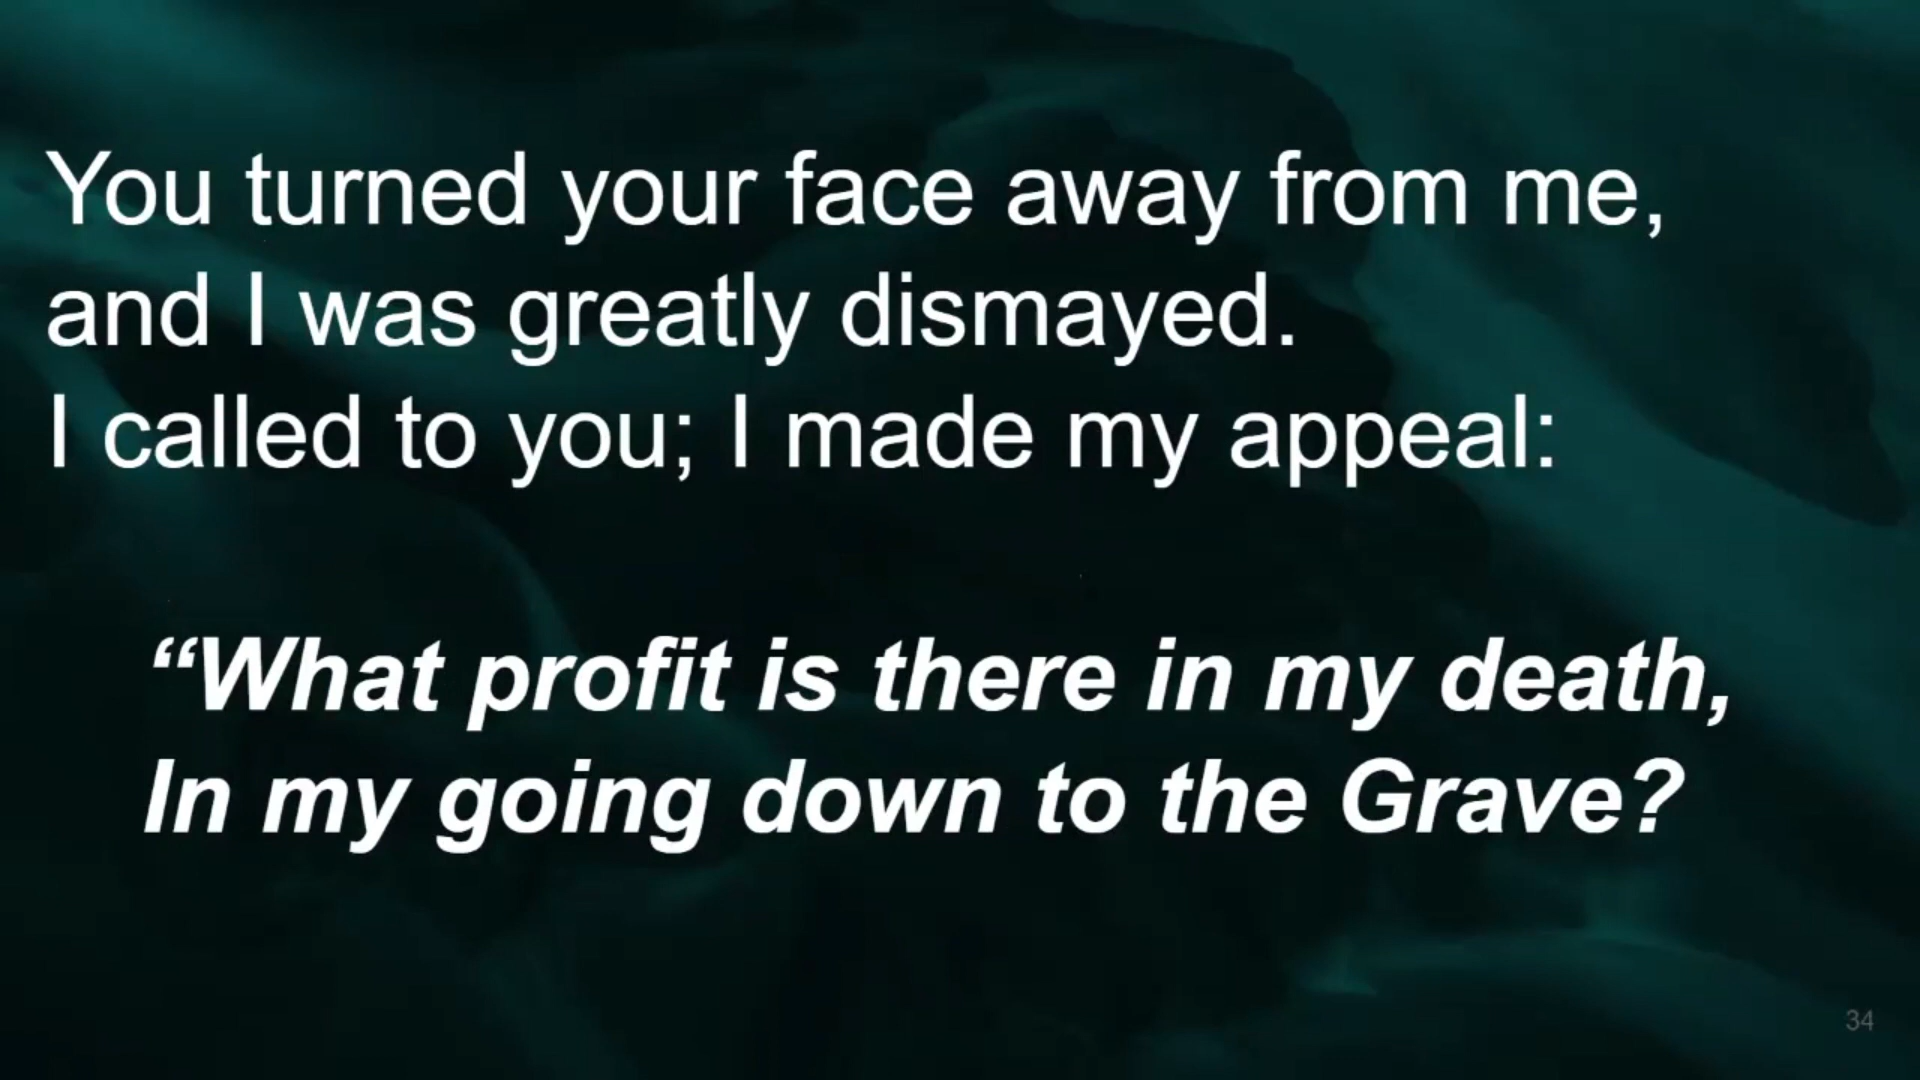 You turned your face away from me,
and I was greatly dismayed.
I called to you; I made my appeal:
“What profit is there in my death,
In my going down to the Grave?
34